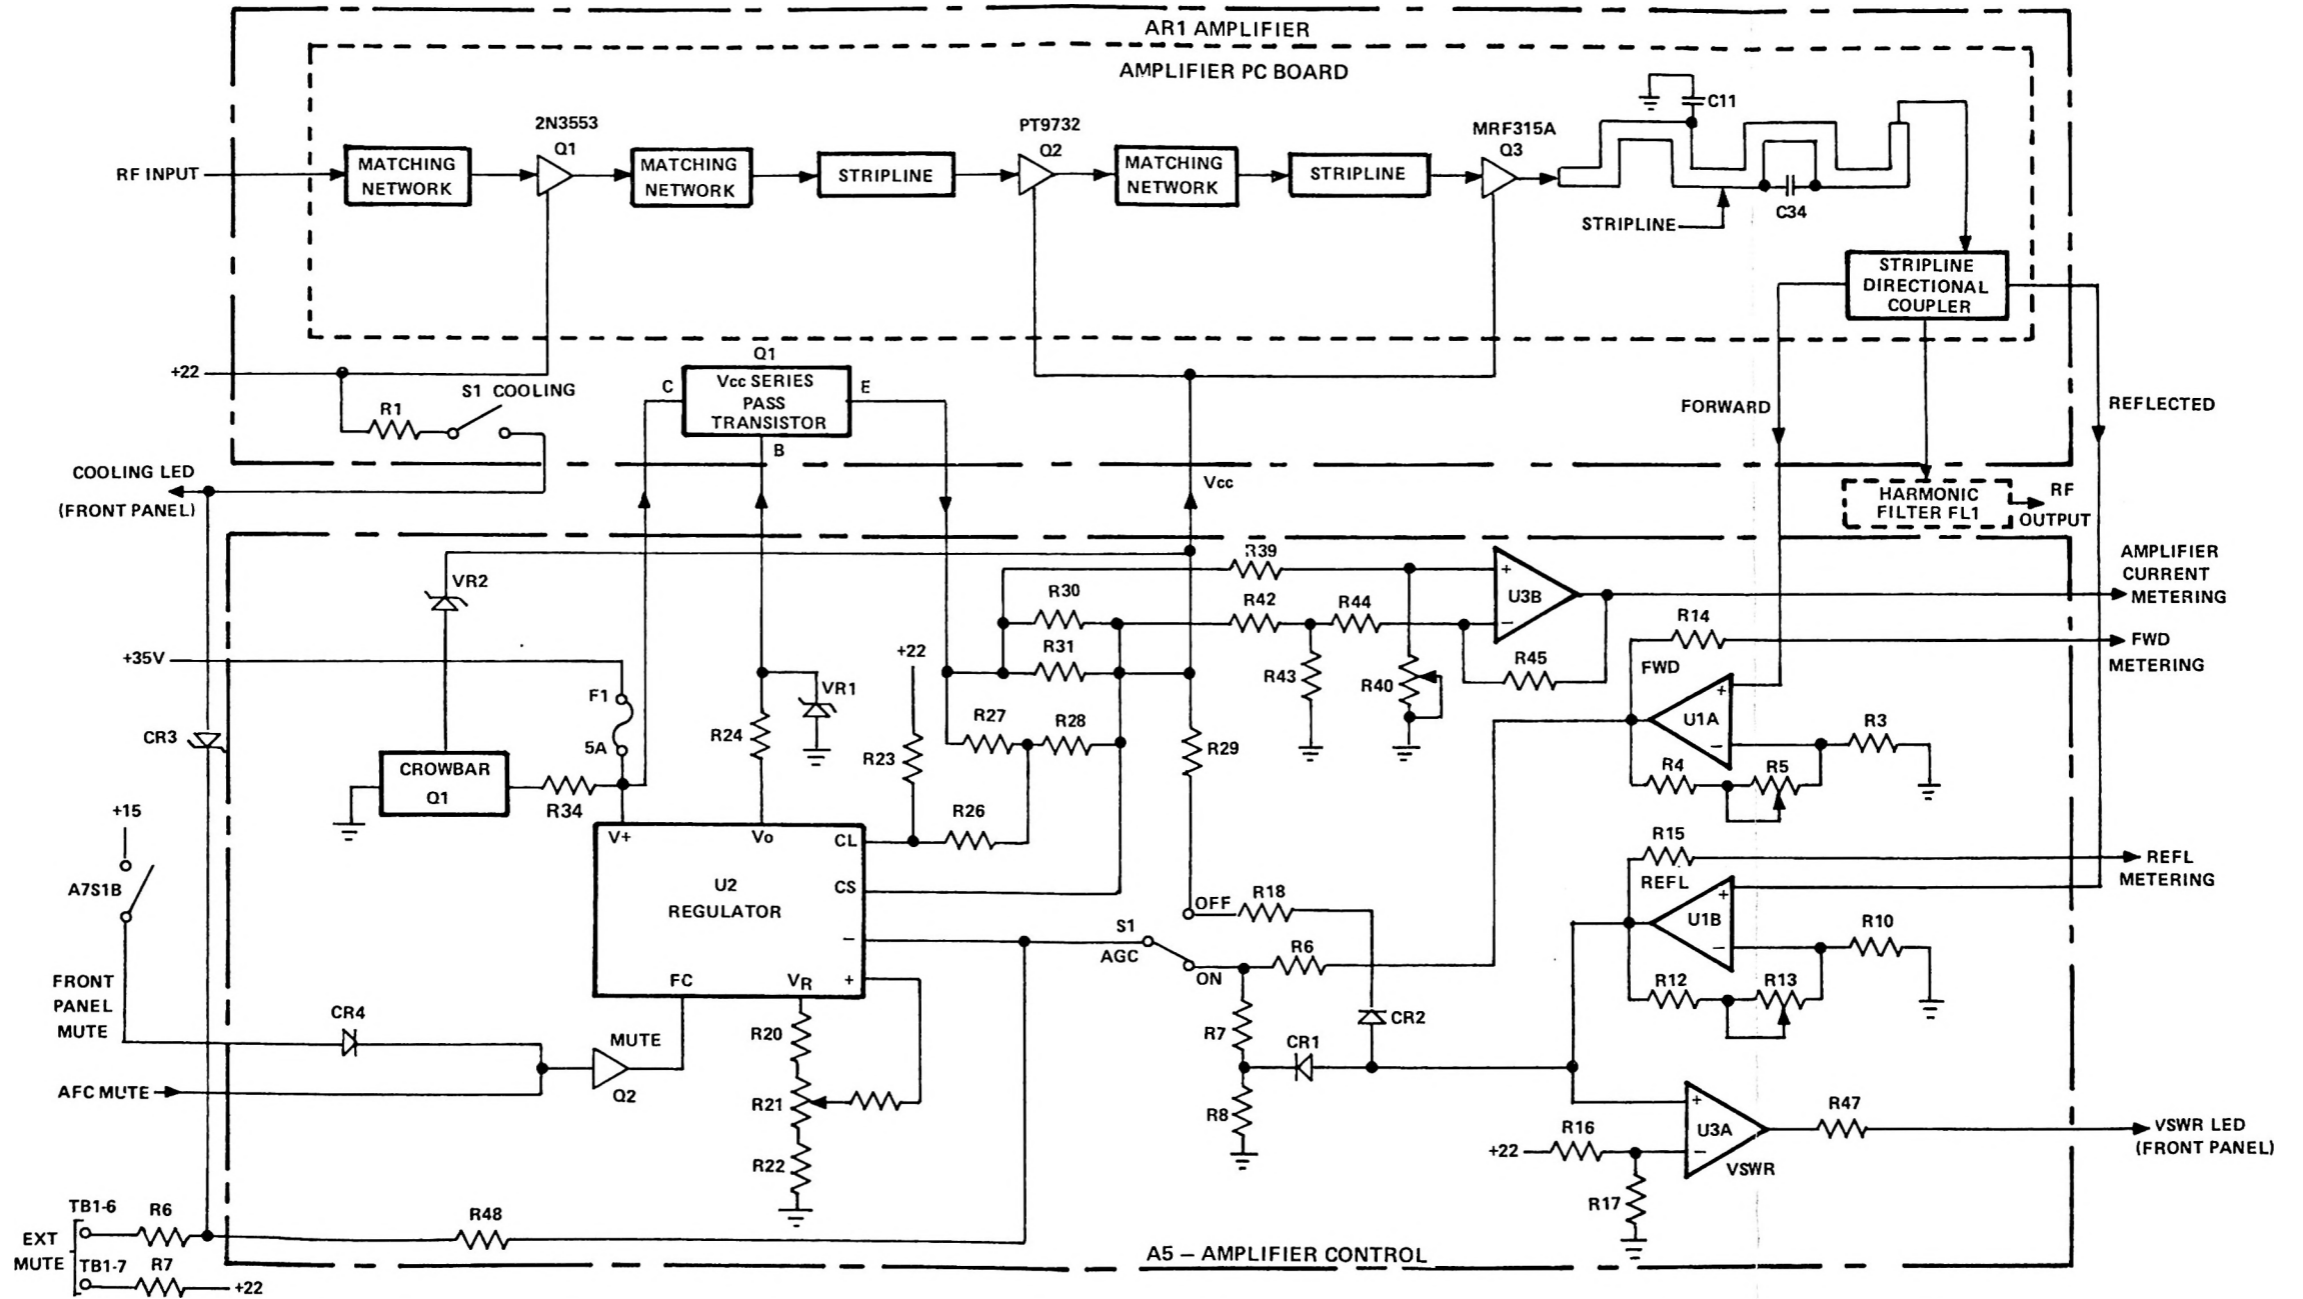 AR1 AMPLIFIER
AMPLIFIER PC BOARD
C11
2N3553
Q1
PT9732
Q2
MRF315A
Q3
RF INPUT
MATCHING
NETWORK
MATCHING
NETWORK
STRIPLINE
MATCHING
NETWORK
STRIPLINE
C34
STRIPLINE
STRIPLINE
DIRECTIONAL
COUPLER
+22
R1
S1 COOLING
Q1
C
Vcc SERIES
PASS
TRANSISTOR
E
B
FORWARD
REFLECTED
COOLING LED
(FRONT PANEL)
Vcc
HARMONIC
FILTER FL1
RF
OUTPUT
VR2
R39
U3B
+
−
AMPLIFIER
CURRENT
METERING
R30
R42
R44
R14
FWD
METERING
+35V
F1
5A
+22
R31
R43
R40
R45
FWD
U1A
+
−
R3
CR3
R24
VR1
R23
R27
R28
R29
R4
R5
CROWBAR
Q1
R34
+15
A7S1B
V+
Vo
CL
R26
CS
U2
REGULATOR
−
+
FC
VR
OFF
R18
S1
AGC
ON
R6
R15
REFL
REFL
METERING
U1B
+
−
R10
R12
R13
FRONT
PANEL
MUTE
CR4
MUTE
Q2
AFC MUTE
R20
R21
R22
R7
CR1
CR2
R8
+
U3A
−
VSWR
R47
VSWR LED
(FRONT PANEL)
+22
R16
R17
TB1-6
R6
R48
EXT
MUTE
TB1-7
R7
+22
A5 – AMPLIFIER CONTROL